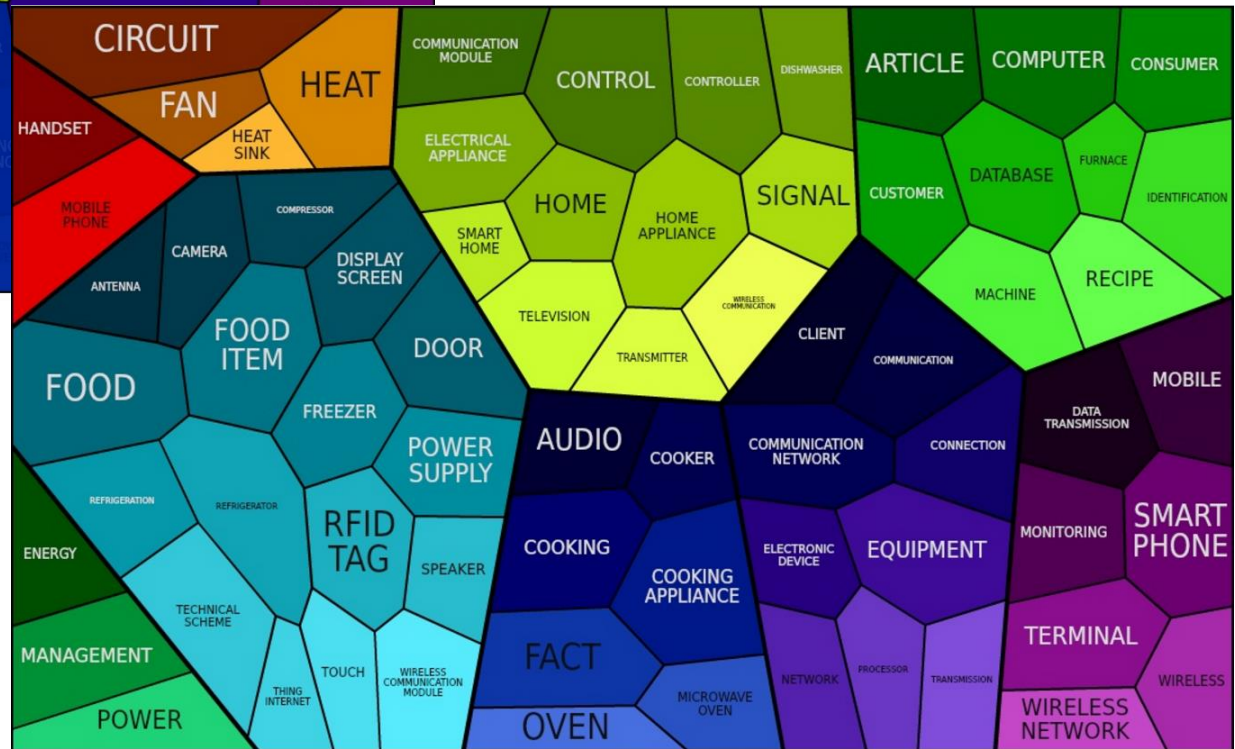 CIRCUIT
FAN
HEAT
HEAT
SINK
HANDSET
MOBILE
PHONE
COMMUNICATION
MODULE
CONTROL
CONTROLLER
DISHWASHER
ELECTRICAL
APPLIANCE
HOME
HOME
APPLIANCE
SIGNAL
SMART
HOME
TELEVISION
TRANSMITTER
WIRELESS
COMMUNICATION
ARTICLE
COMPUTER
CONSUMER
CUSTOMER
DATABASE
FURNACE
IDENTIFICATION
MACHINE
RECIPE
ANTENNA
CAMERA
COMPRESSOR
DISPLAY
SCREEN
FOOD
FOOD
ITEM
DOOR
FREEZER
POWER
SUPPLY
REFRIGERATION
REFRIGERATOR
RFID
TAG
SPEAKER
TECHNICAL
SCHEME
THING
INTERNET
TOUCH
WIRELESS
COMMUNICATION
MODULE
ENERGY
MANAGEMENT
POWER
AUDIO
COOKER
COOKING
COOKING
APPLIANCE
FACT
MICROWAVE
OVEN
OVEN
CLIENT
COMMUNICATION
COMMUNICATION
NETWORK
CONNECTION
ELECTRONIC
DEVICE
EQUIPMENT
NETWORK
PROCESSOR
TRANSMISSION
DATA
TRANSMISSION
MOBILE
MONITORING
SMART
PHONE
TERMINAL
WIRELESS
WIRELESS
NETWORK